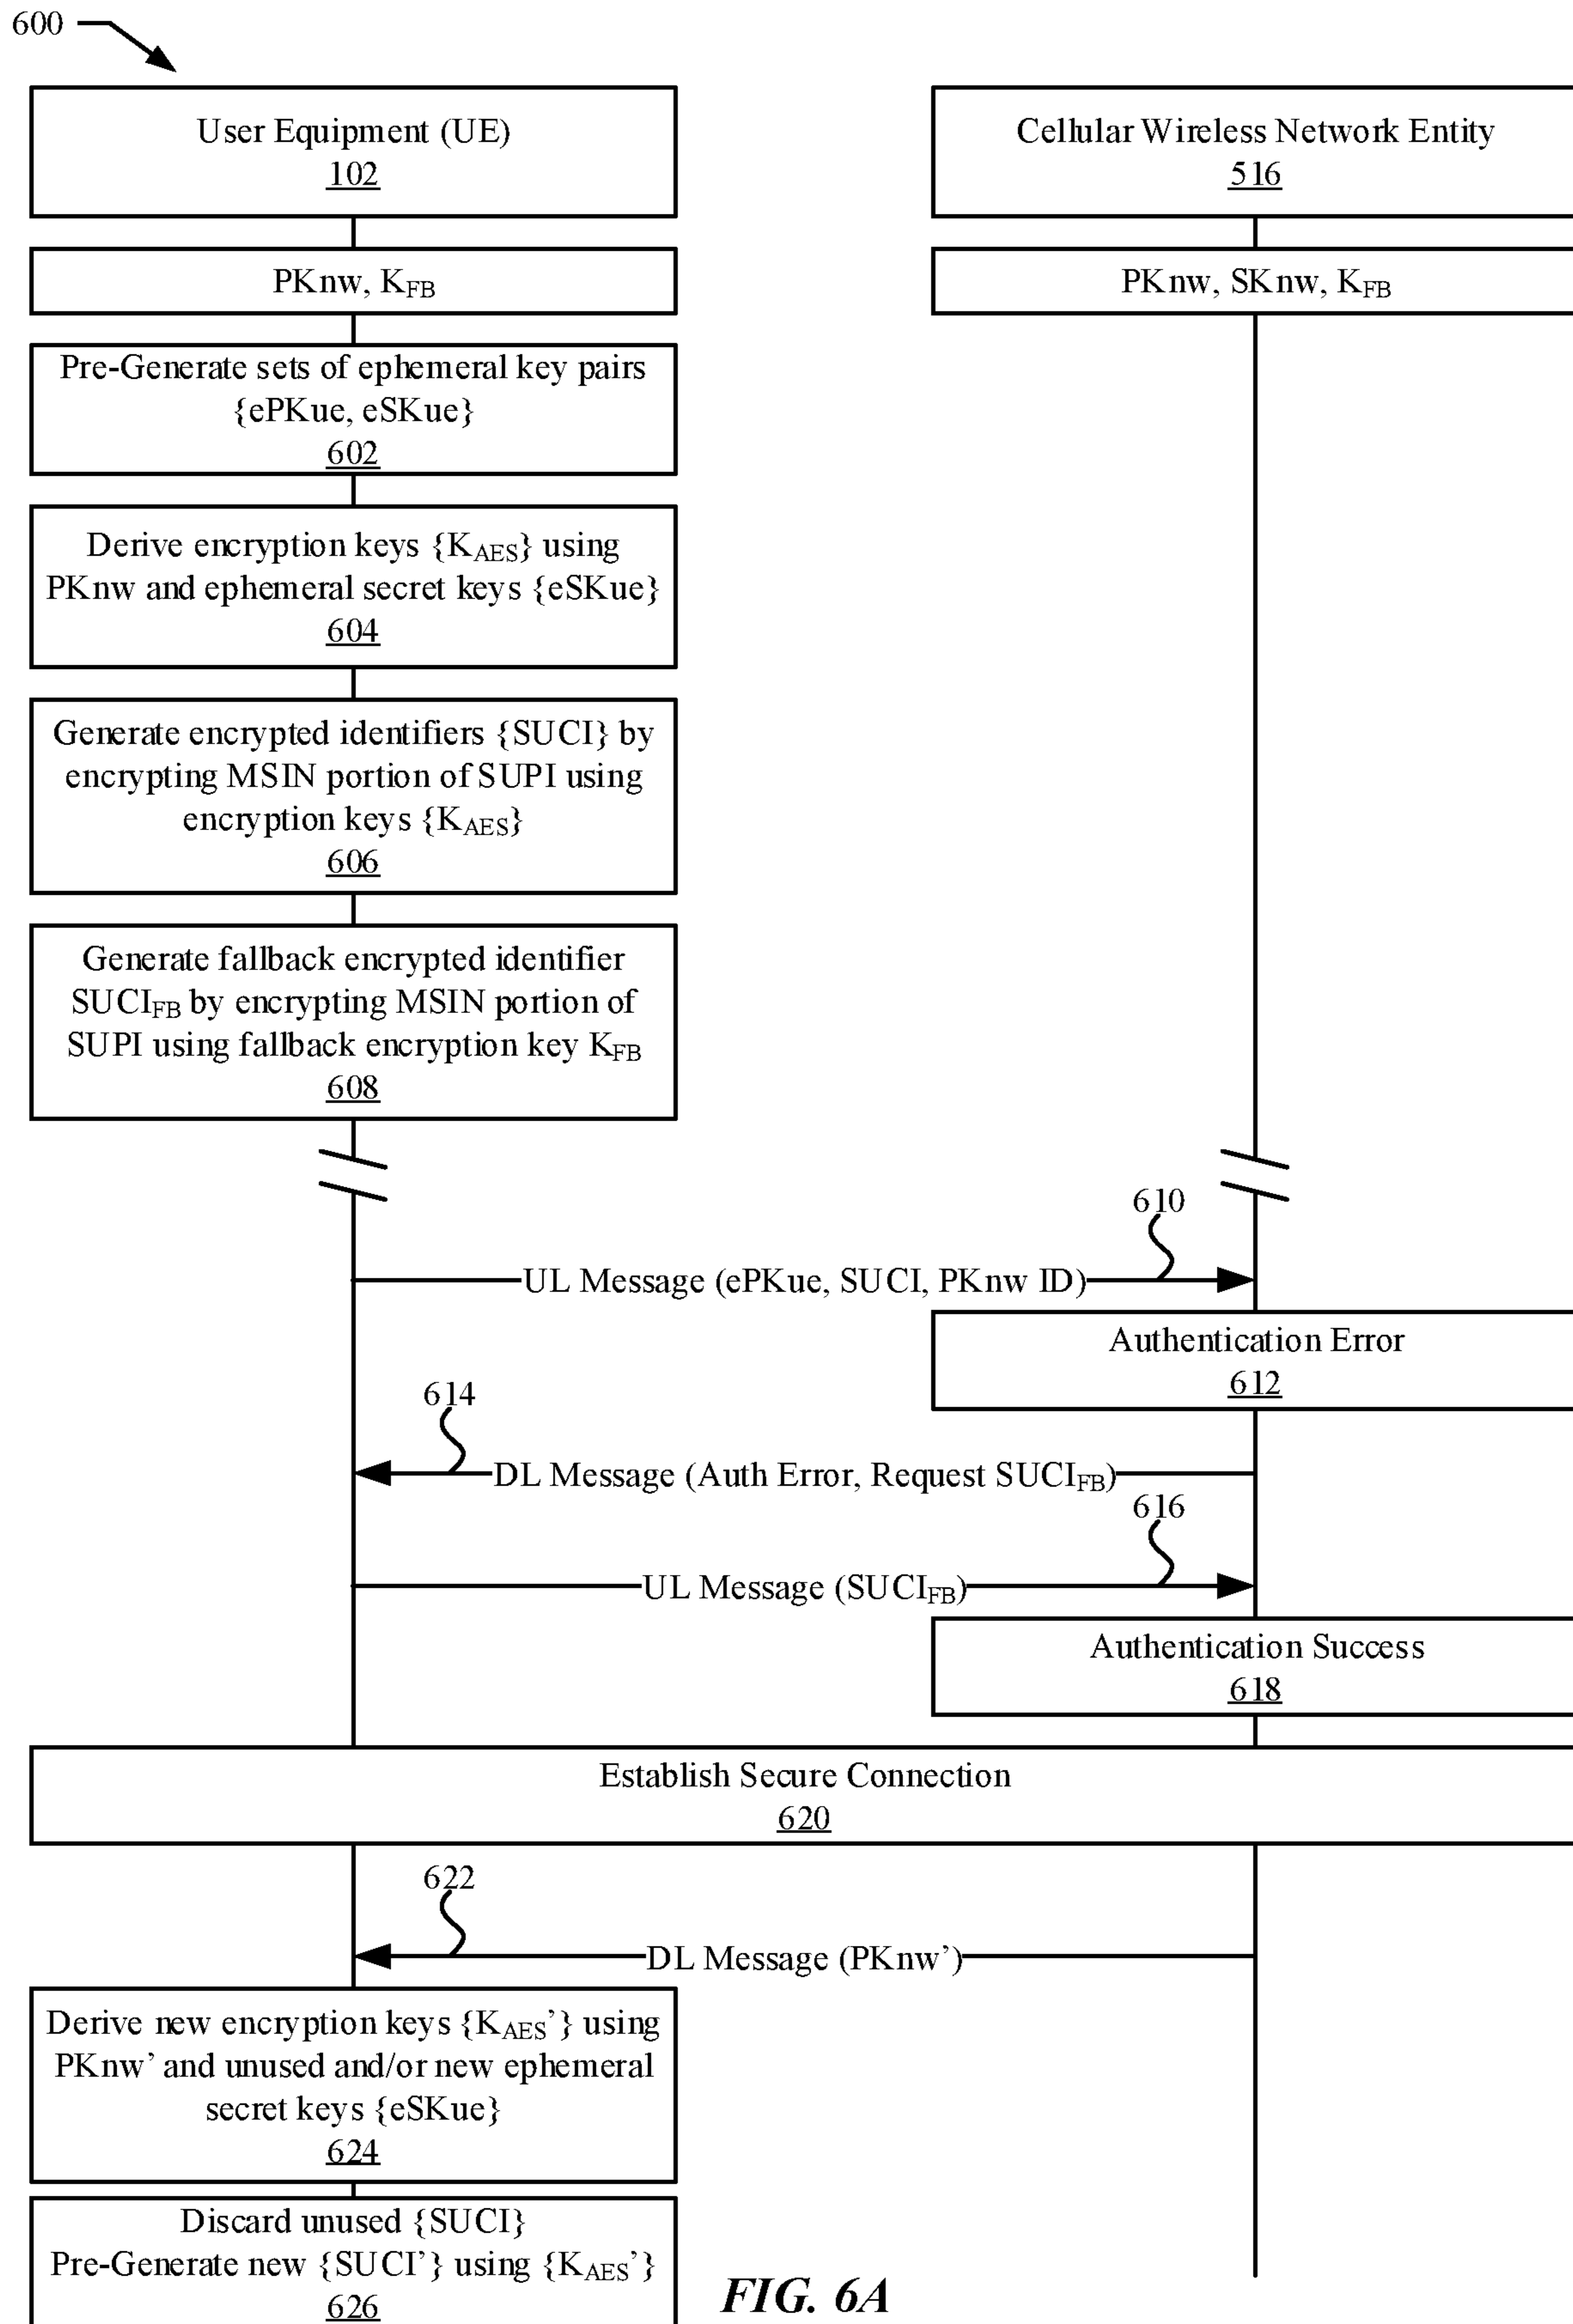 600
User Equipment (UE)
102
Cellular Wireless Network Entity
516
PKnw, KFB
PKnw, SKnw, KFB
Pre-Generate sets of ephemeral key pairs
{ePKue, eSKue}
602
Derive encryption keys {KAES} using
PKnw and ephemeral secret keys {eSKue}
604
Generate encrypted identifiers {SUCI} by
encrypting MSIN portion of SUPI using
encryption keys {KAES}
606
Generate fallback encrypted identifier
SUCIFB by encrypting MSIN portion of
SUPI using fallback encryption key KFB
608
610
UL Message (ePKue, SUCI, PKnw ID)
Authentication Error
612
614
DL Message (Auth Error, Request SUCIFB)
616
UL Message (SUCIFB)
Authentication Success
618
Establish Secure Connection
620
622
DL Message (PKnw’)
Derive new encryption keys {KAES’} using
PKnw’ and unused and/or new ephemeral
secret keys {eSKue}
624
Discard unused {SUCI}
Pre-Generate new {SUCI’} using {KAES’}
626
FIG. 6A